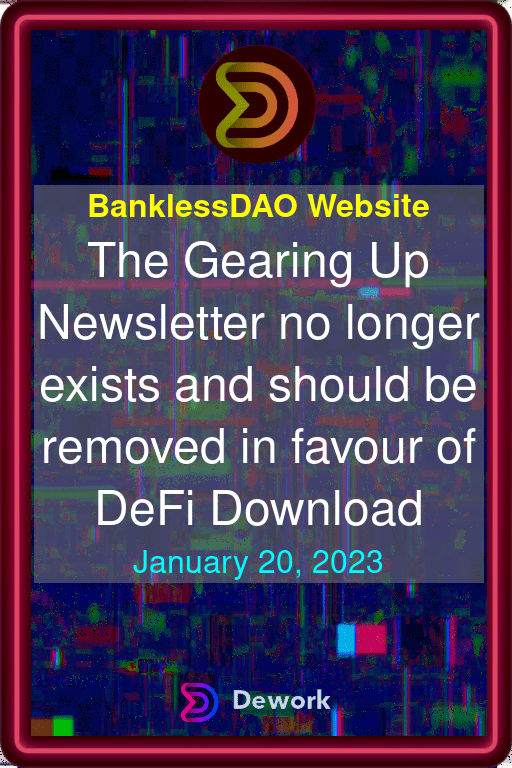 BanklessDAO Website
The Gearing Up
Newsletter no longer
exists and should be
removed in favour of
DeFi Download
January 20, 2023
Dework